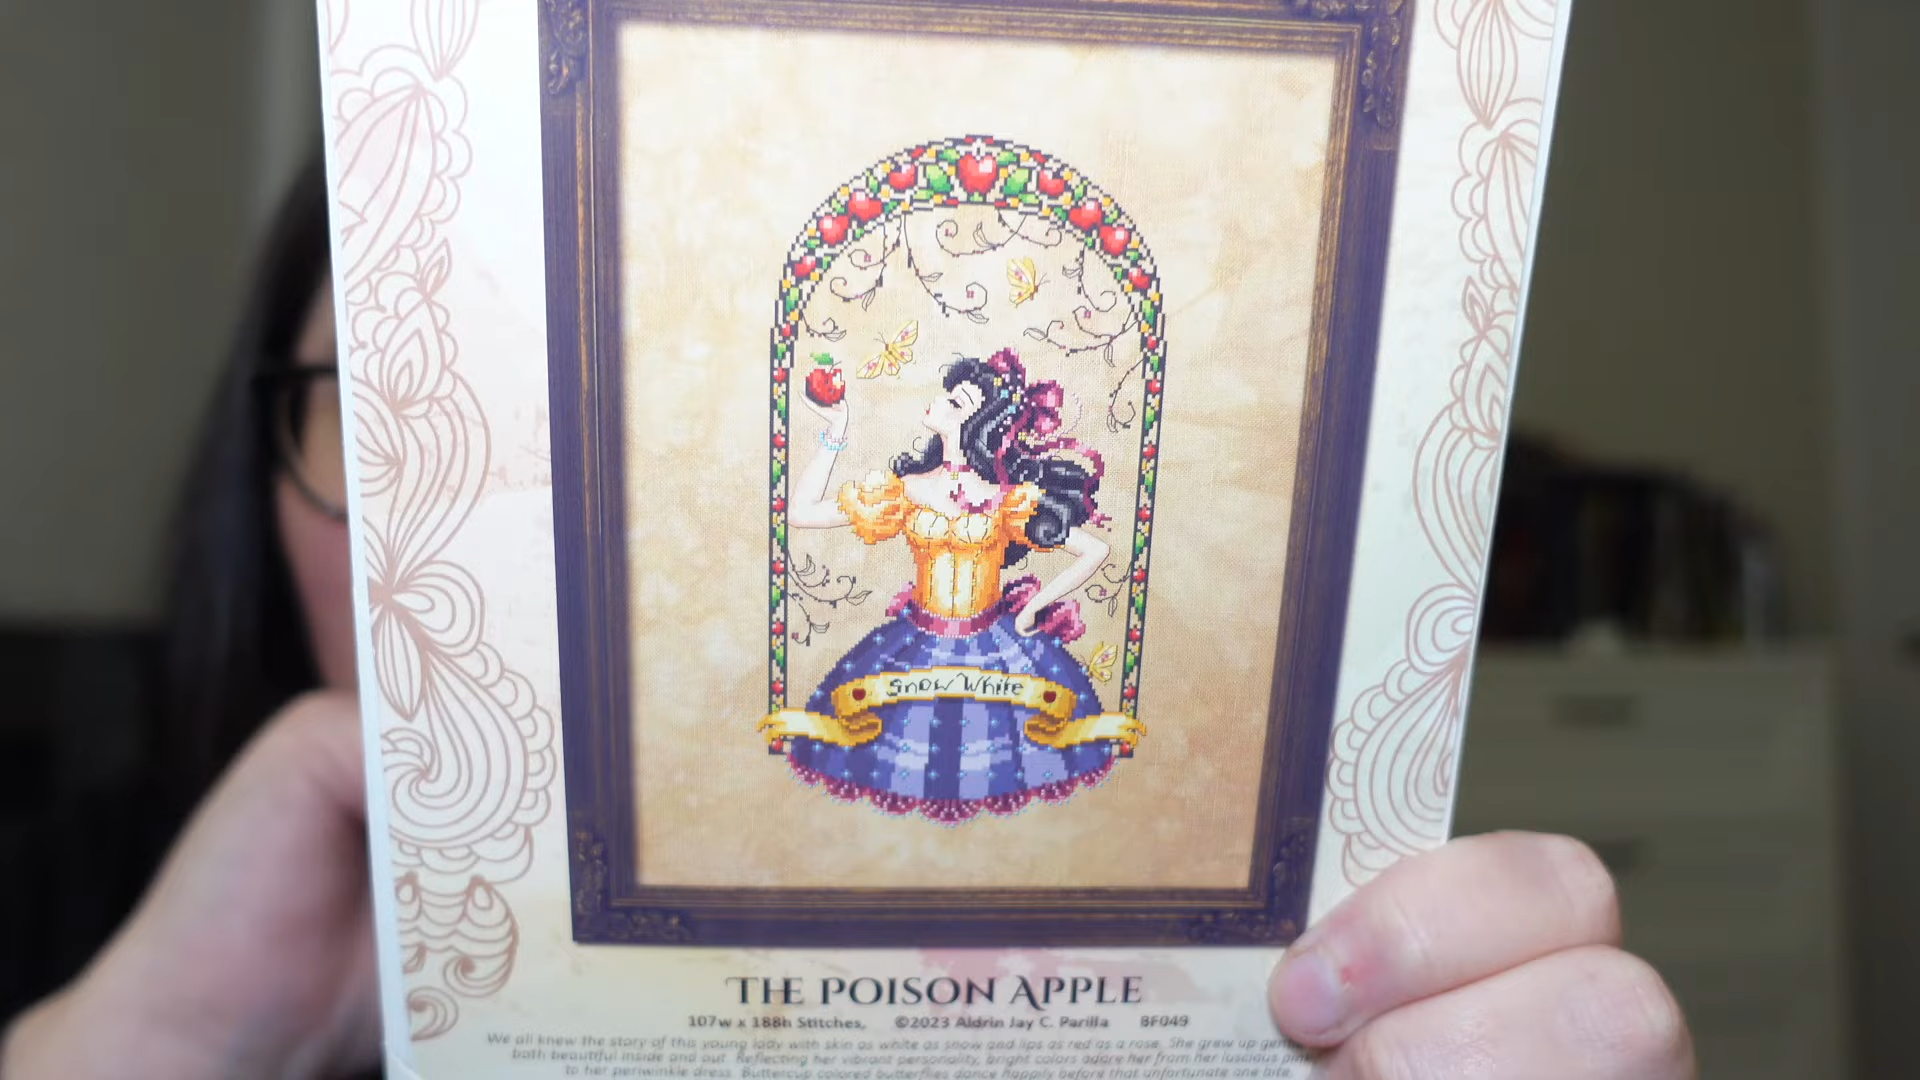 Snow White
THE POISON APPLE
107w x 188h Stitches, ©2023 Aldrin Jay C. Parilla BF049
We all know the story of this young lady with skin as white as snow and lips as red as a rose. She grew up
both beautiful inside and out. Reflecting her vibrant personality, bright colors adore her from her luscious pink
to her periwinkle dress. Buttercup colored butterflies dance happily before that unfortunate one bite.